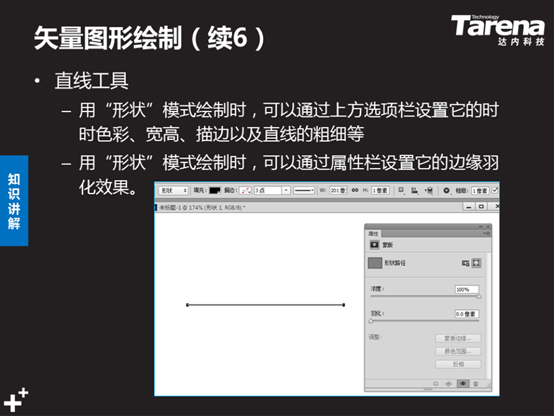 矢量图形绘制（续6）
Technology
Tarena
达内科技
• 直线工具
– 用“形状”模式绘制时，可以通过上方选项栏设置它的时
时色彩、宽高、描边以及直线的粗细等
– 用“形状”模式绘制时，可以通过属性栏设置它的边缘羽
化效果。
知识讲解
形状 填充： 描边： 3 点 W: 201 像 H: 1 像素 粗细： 1 像素
未标题-1 @ 174% (形状 1, RGB/8) *
属性
蒙版
形状路径
浓度： 100%
羽化： 0.0 像素
调整：
蒙版边缘...
颜色范围...
反相